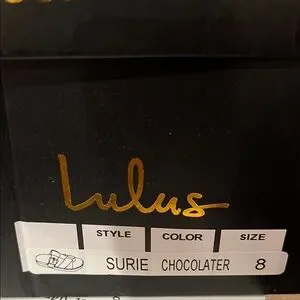 Lulus
STYLE COLOR SIZE
SURIE CHOCOLATER 8